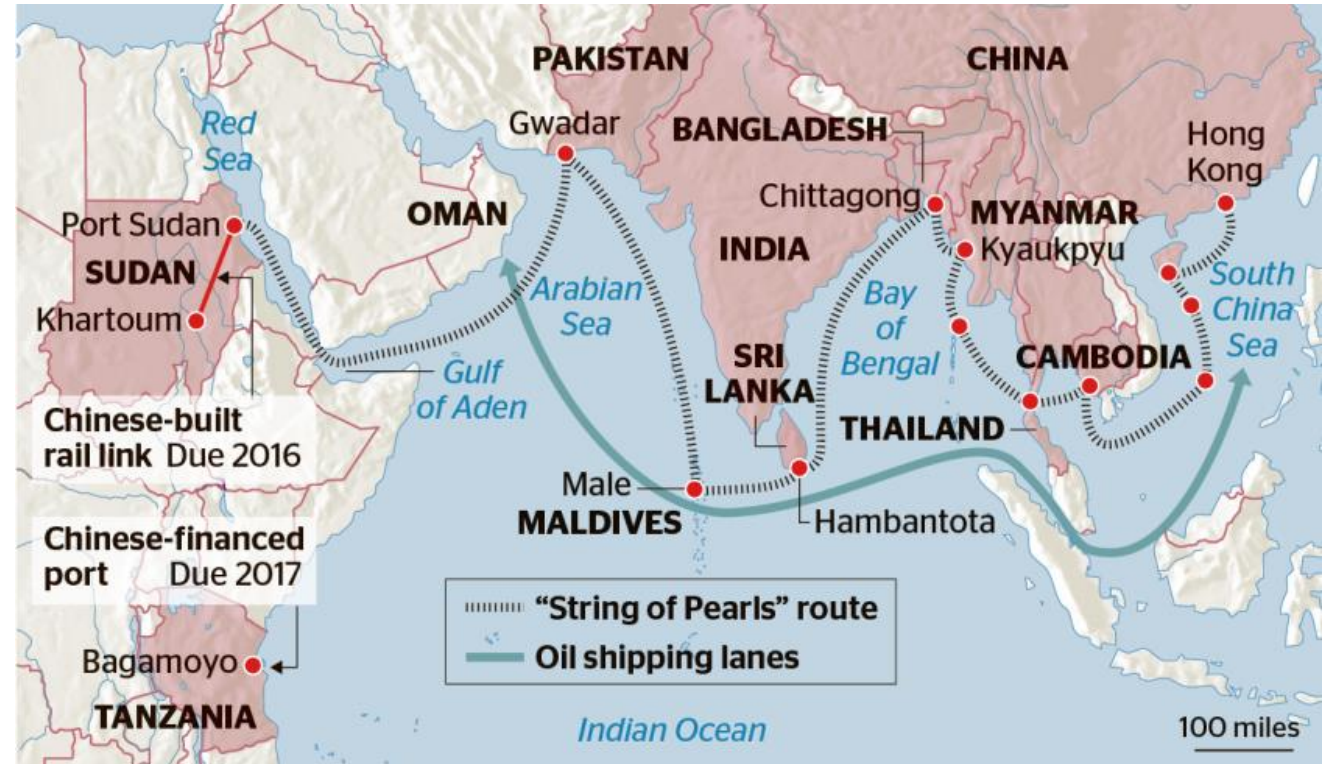 PAKISTAN
CHINA
Gwadar
BANGLADESH
Hong
Kong
Red
Sea
Chittagong
MYANMAR
Port Sudan
OMAN
INDIA
Kyaukpyu
SUDAN
Arabian
Sea
Bay
of
Bengal
South
China
Sea
Khartoum
SRI
LANKA
CAMBODIA
Gulf
of Aden
THAILAND
Chinese-built
rail link Due 2016
Male
MALDIVES
Hambantota
Chinese-financed
port Due 2017
"String of Pearls" route
Oil shipping lanes
Bagamoyo
TANZANIA
Indian Ocean
100 miles